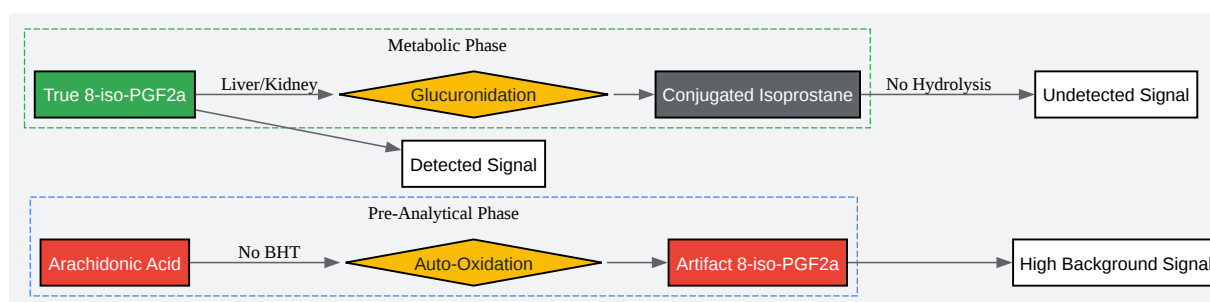 Metabolic Phase
True 8-iso-PGF2a
Liver/Kidney
Glucuronidation
Conjugated Isoprostane
No Hydrolysis
Undetected Signal
Detected Signal
Pre-Analytical Phase
Arachidonic Acid
No BHT
Auto-Oxidation
Artifact 8-iso-PGF2a
High Background Signal